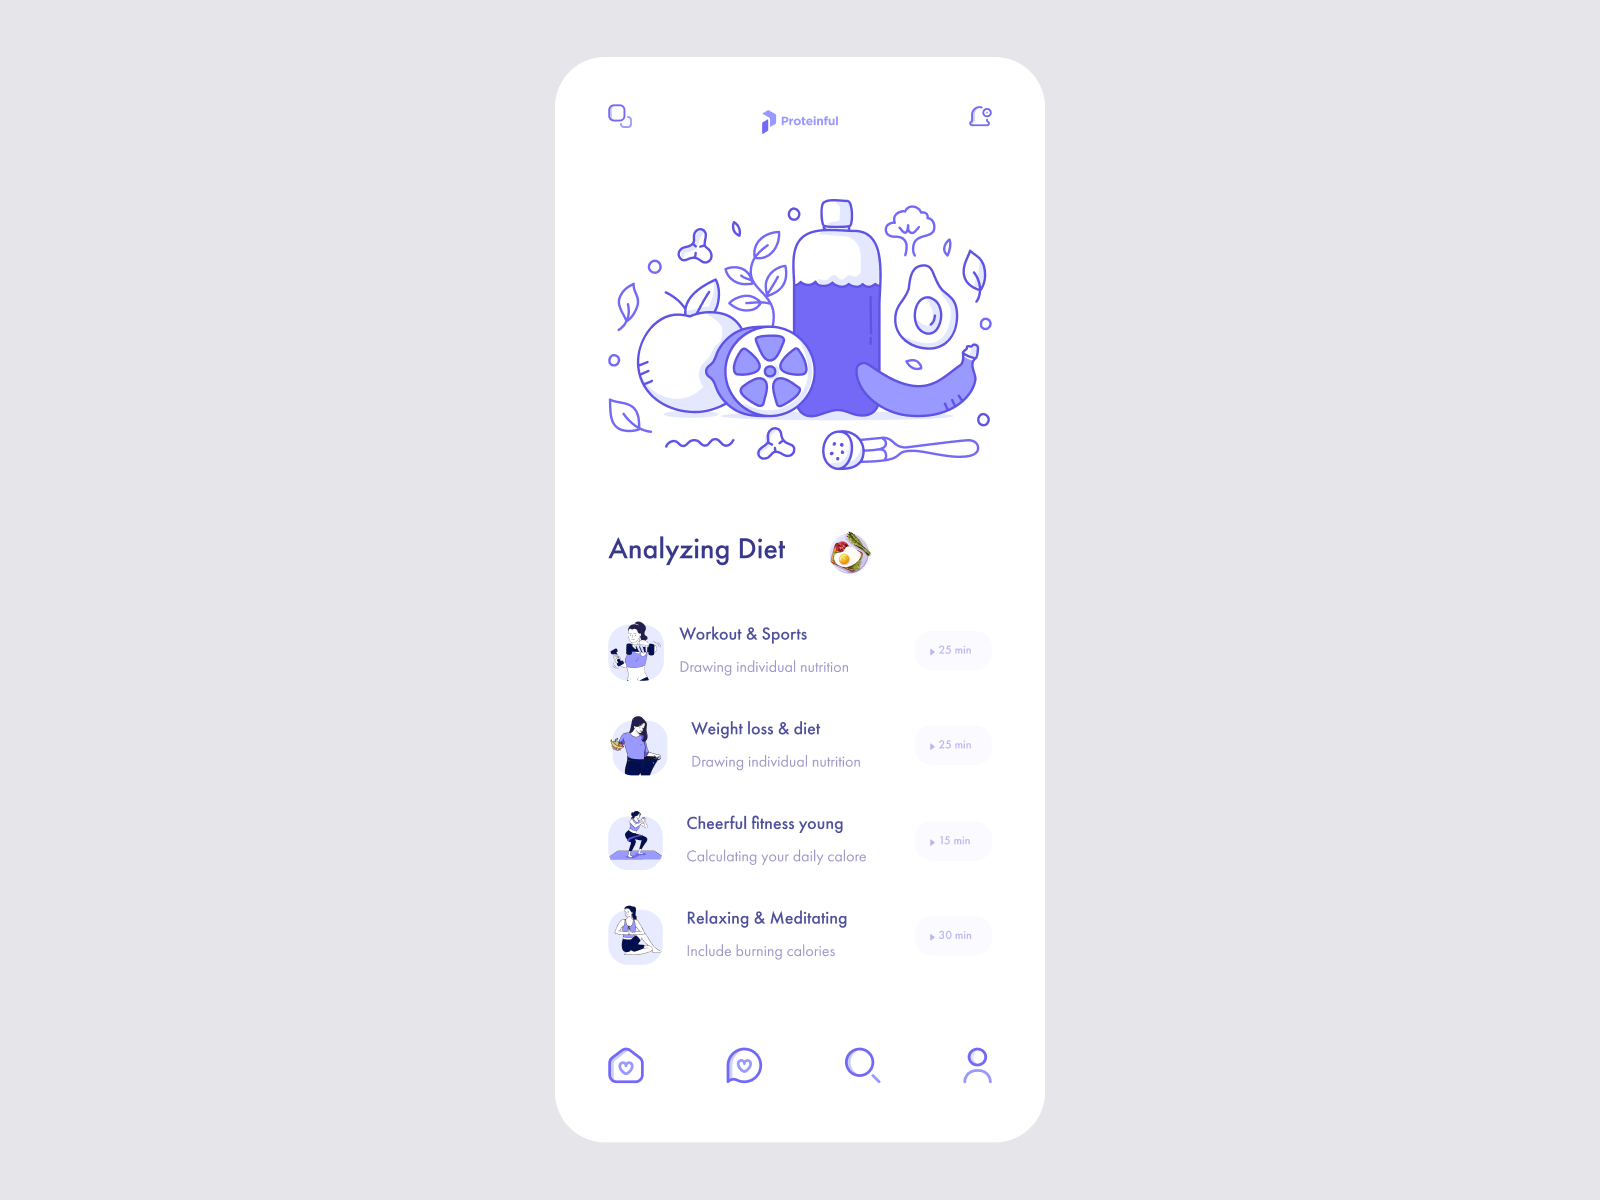 Proteinful
Analyzing Diet
Workout & Sports
Drawing individual nutrition
25 min
Weight loss & diet
Drawing individual nutrition
25 min
Cheerful fitness young
Calculating your daily calore
15 min
Relaxing & Meditating
Include burning calories
30 min